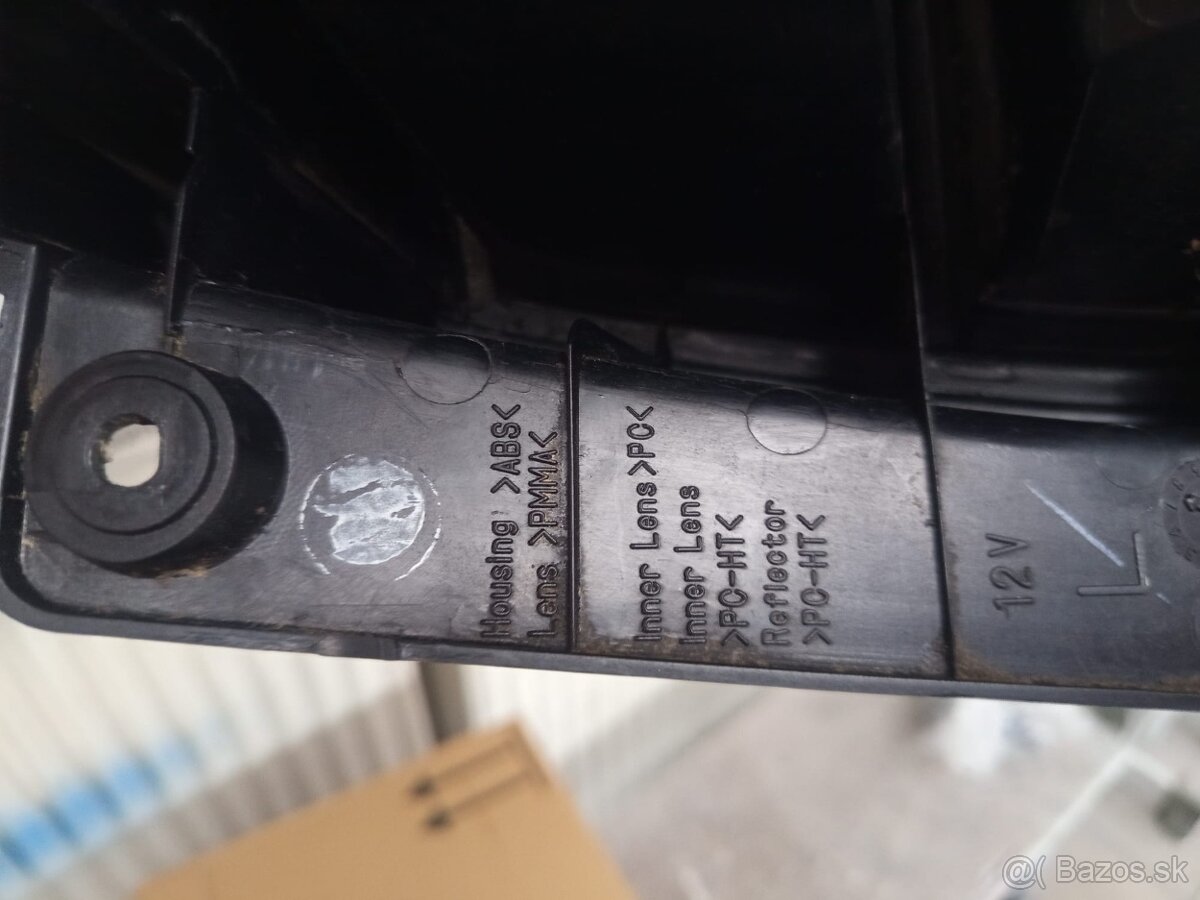 Housing >ABS<
Lens >PMMA<
Inner Lens>PC<
Inner Lens
>PC-HT<
Reflector
>PC-HT<
12V
L
@( Bazos.sk